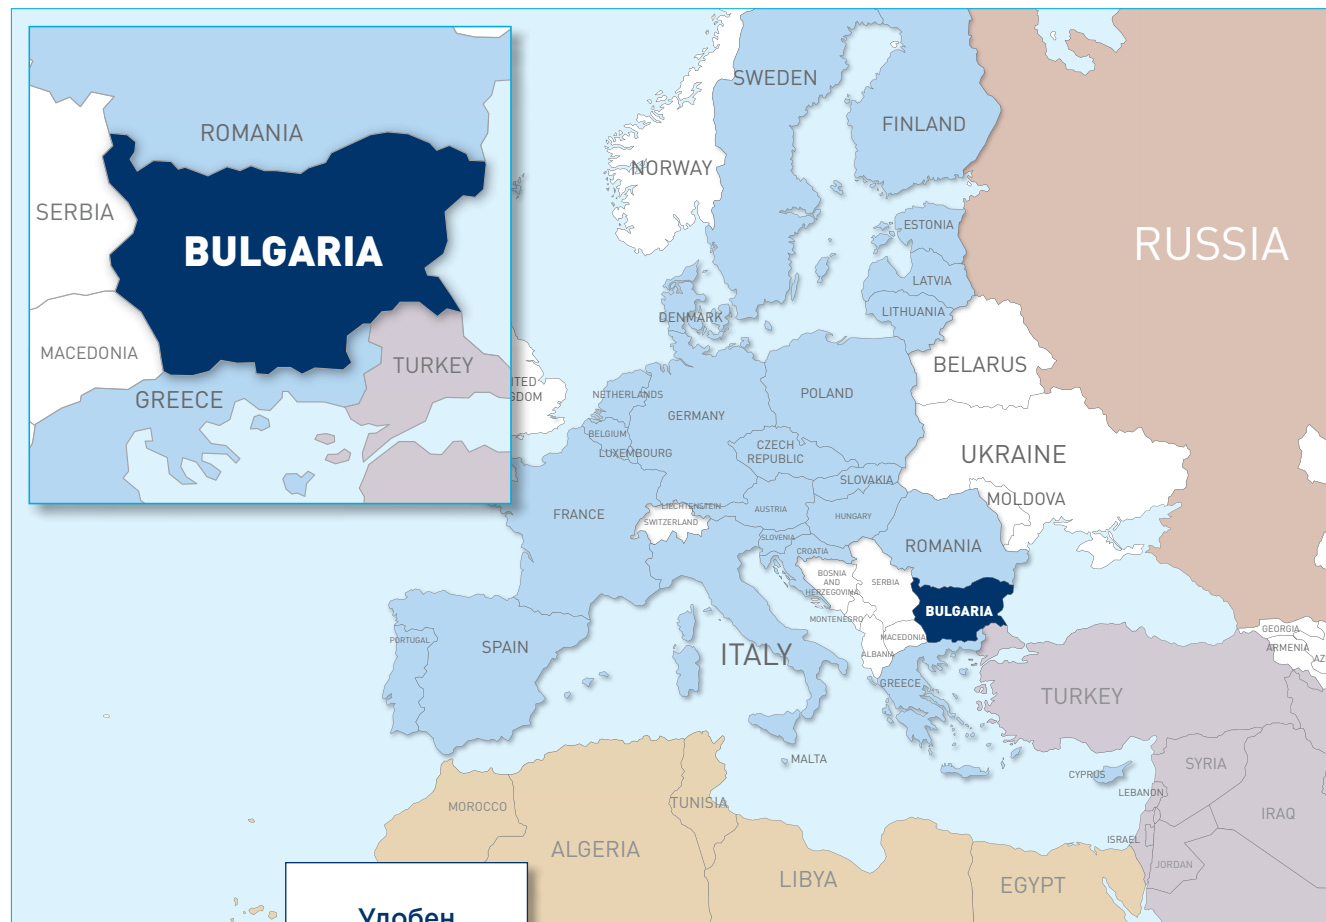 ROMANIA
SERBIA
BULGARIA
MACEDONIA
TURKEY
GREECE
SWEDEN
FINLAND
NORWAY
RUSSIA
ESTONIA
LATVIA
LITHUANIA
DENMARK
BELARUS
NETHERLANDS
POLAND
GERMANY
BELGIUM
LUXEMBOURG
CZECH
REPUBLIC
UKRAINE
SLOVAKIA
MOLDOVA
LIECHTENSTEIN
FRANCE
SWITZERLAND
AUSTRIA
HUNGARY
SLOVENIA
CROATIA
ROMANIA
BOSNIA
AND
HERZEGOVINA
SERBIA
BULGARIA
MONTENEGRO
MACEDONIA
GEORGIA
PORTUGAL
SPAIN
ITALY
ALBANIA
ARMENIA
AZ
GREECE
TURKEY
MALTA
CYPRUS
SYRIA
LEBANON
MOROCCO
TUNISIA
IRAQ
ALGERIA
ISRAEL
JORDAN
LIBYA
EGYPT
Удобен